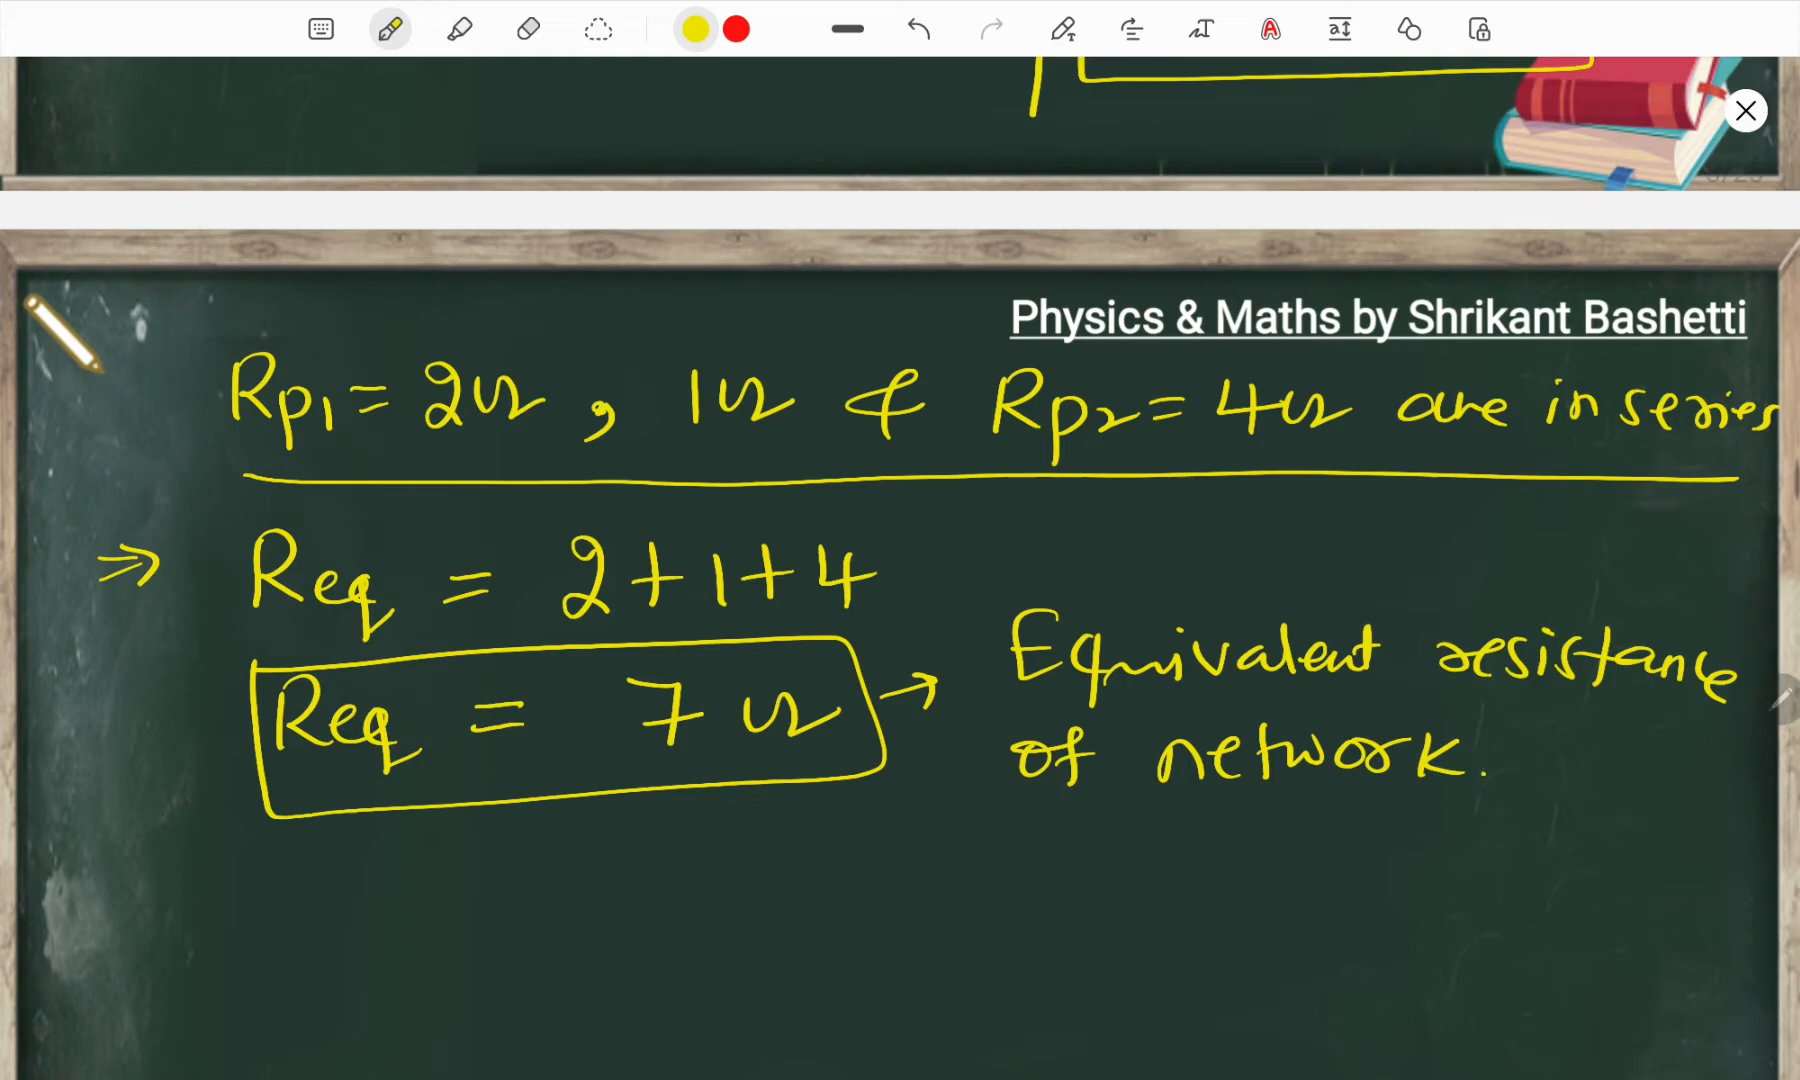 Physics & Maths by Shrikant Bashetti
Rp1 = 2Ω, 1Ω & Rp2 = 4Ω are in series
⇒ Req = 2+1+4
Req = 7Ω → Equivalent resistance
of network.